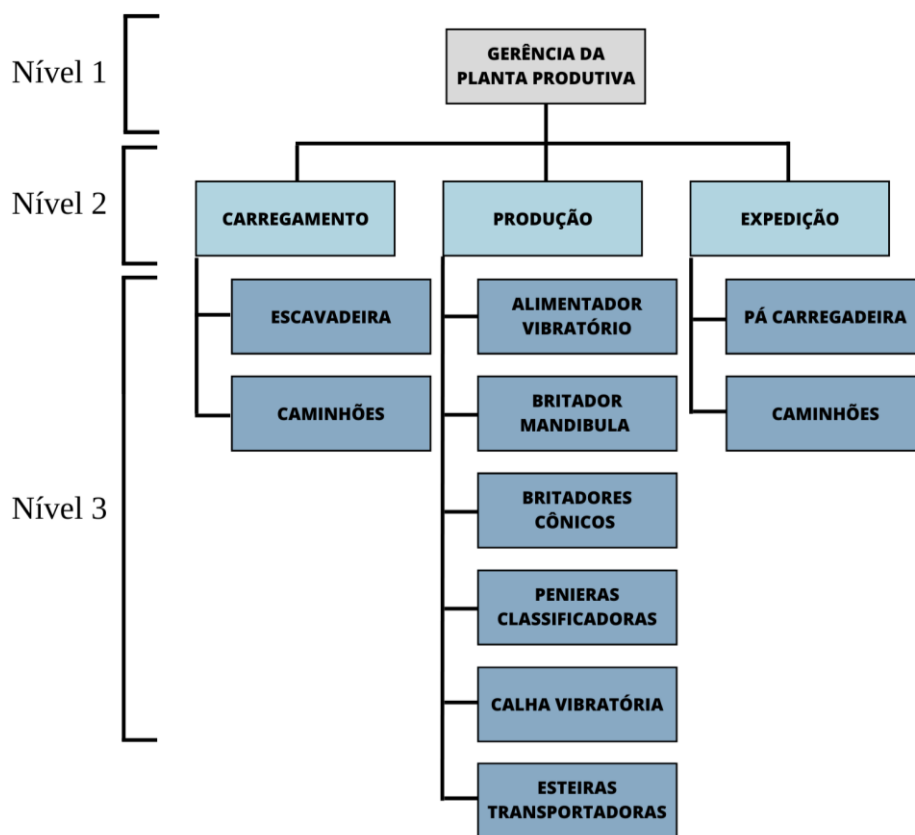 Nível 1
GERÊNCIA DA
PLANTA PRODUTIVA
Nível 2
CARREGAMENTO
PRODUÇÃO
EXPEDIÇÃO
Nível 3
ESCAVADEIRA
CAMINHÕES
ALIMENTADOR
VIBRATÓRIO
BRITADOR
MANDIBULA
BRITADORES
CÔNICOS
PENIERAS
CLASSIFICADORAS
CALHA VIBRATÓRIA
ESTEIRAS
TRANSPORTADORAS
PÁ CARREGADEIRA
CAMINHÕES